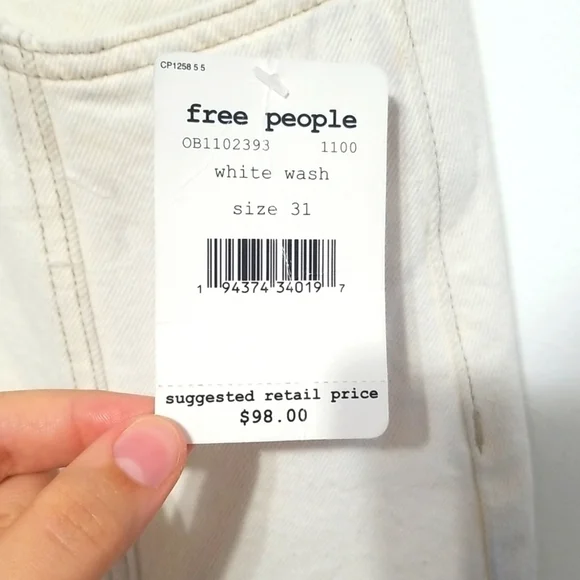 CP1258 5 5
free people
OB1102393 1100
white wash
size 31
1 94374 34019 7
suggested retail price
$98.00